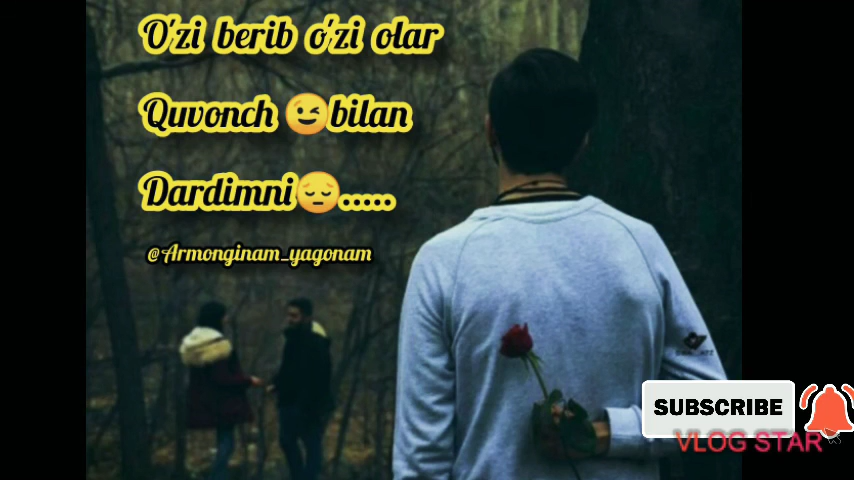 O'zi berib o'zi olar
Quvonch 😉bilan
Dardimni😔.....
@Armonginam_yagonam
SUBSCRIBE
VLOG STAR